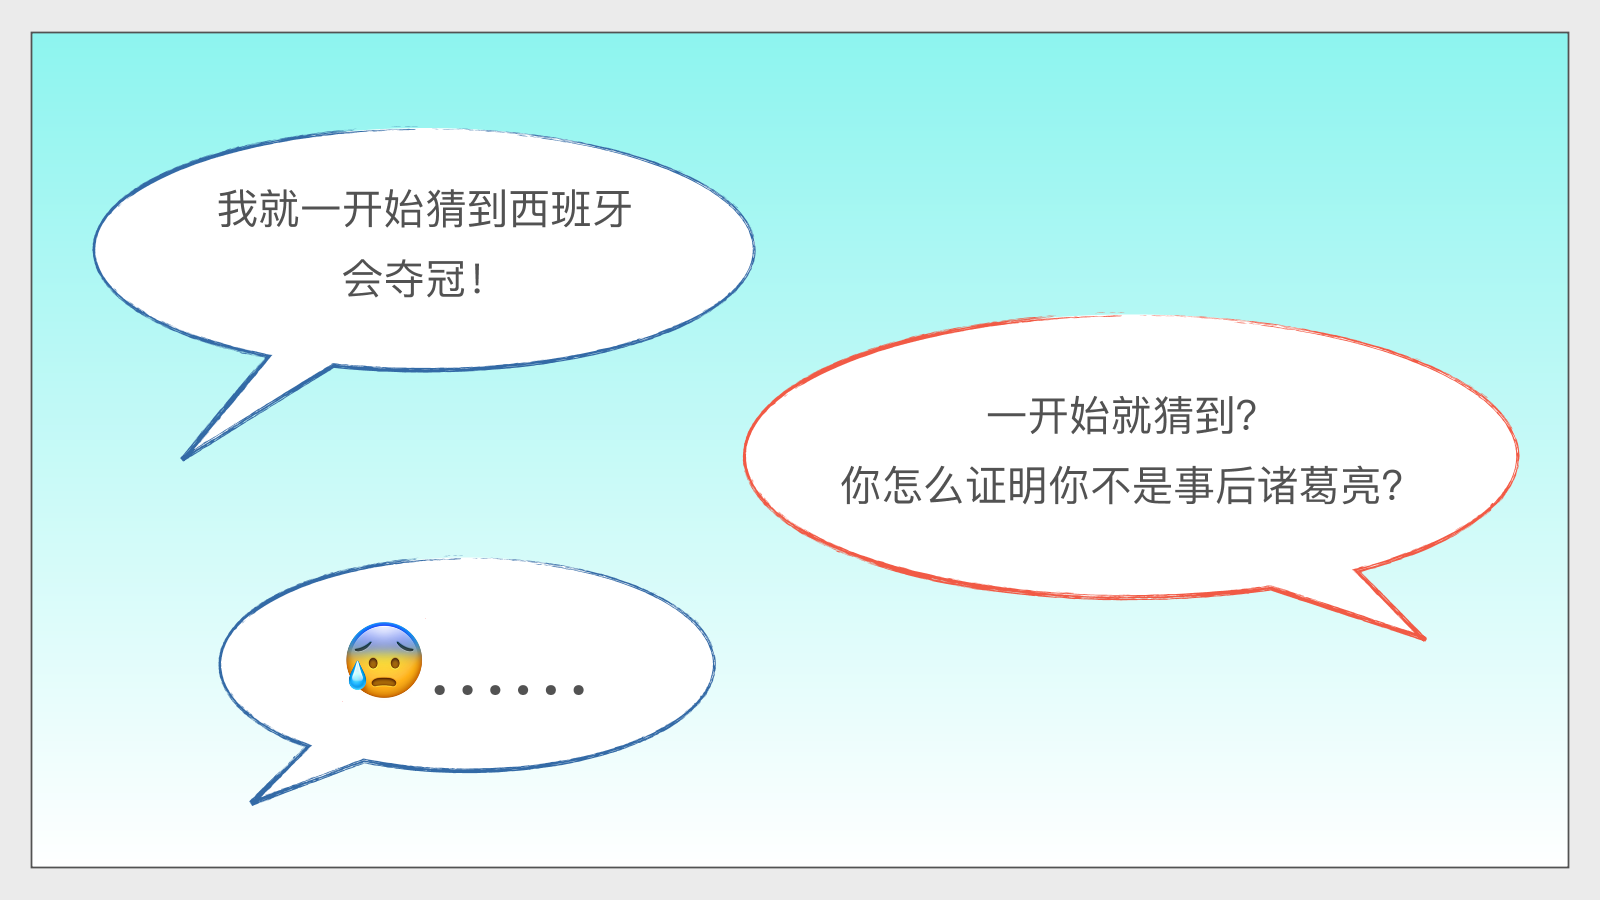 我就一开始猜到西班牙
会夺冠！
一开始就猜到？
你怎么证明你不是事后诸葛亮？
😰......